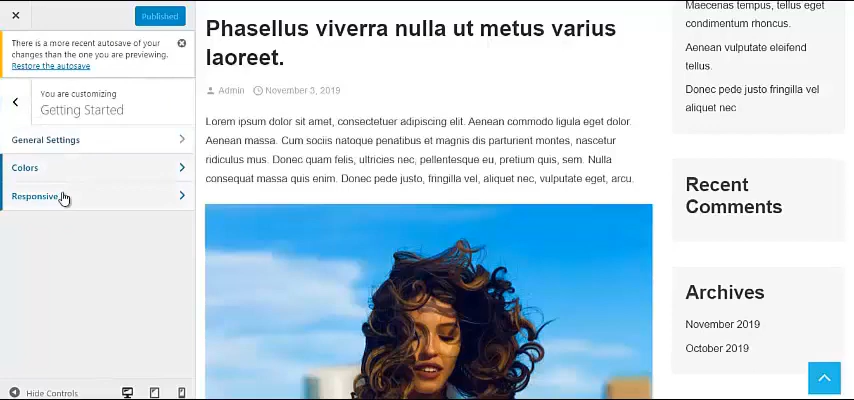 Published
There is a more recent autosave of your
changes than the one you are previewing.
Restore the autosave
You are customizing
Getting Started
General Settings
Colors
Responsive
Hide Controls
Phasellus viverra nulla ut metus varius
laoreet.
Admin November 3, 2019
Lorem ipsum dolor sit amet, consectetuer adipiscing elit. Aenean commodo ligula eget dolor.
Aenean massa. Cum sociis natoque penatibus et magnis dis parturient montes, nascetur
ridiculus mus. Donec quam felis, ultricies nec, pellentesque eu, pretium quis, sem. Nulla
consequat massa quis enim. Donec pede justo, fringilla vel, aliquet nec, vulputate eget, arcu.
Maecenas tempus, tellus eget
condimentum rhoncus.
Aenean vulputate eleifend
tellus.
Donec pede justo fringilla vel
aliquet nec
Recent
Comments
Archives
November 2019
October 2019